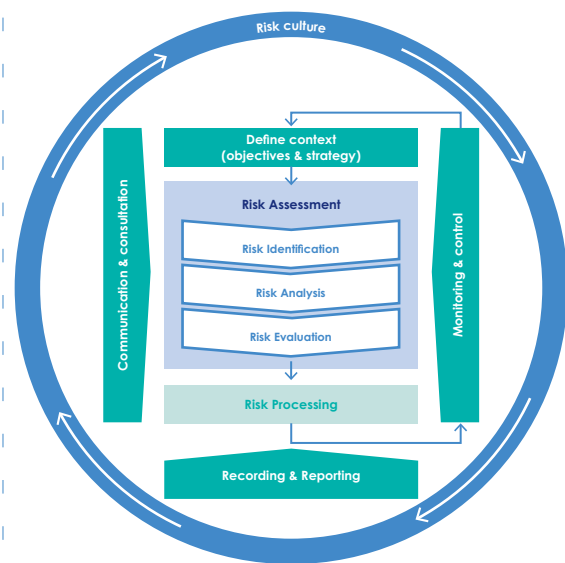 Risk culture
Define context
(objectives & strategy)
Risk Assessment
Risk Identification
Risk Analysis
Risk Evaluation
Risk Processing
Recording & Reporting
Communication & consultation
Monitoring & control